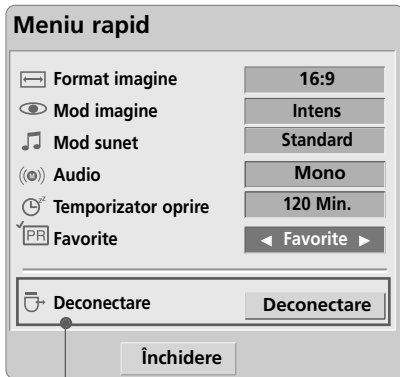 Meniu rapid
Format imagine 16:9
Mod imagine Intens
Mod sunet Standard
Audio Mono
Temporizator oprire 120 Min.
PR Favorite ◄ Favorite ►
Deconectare Deconectare
Închidere